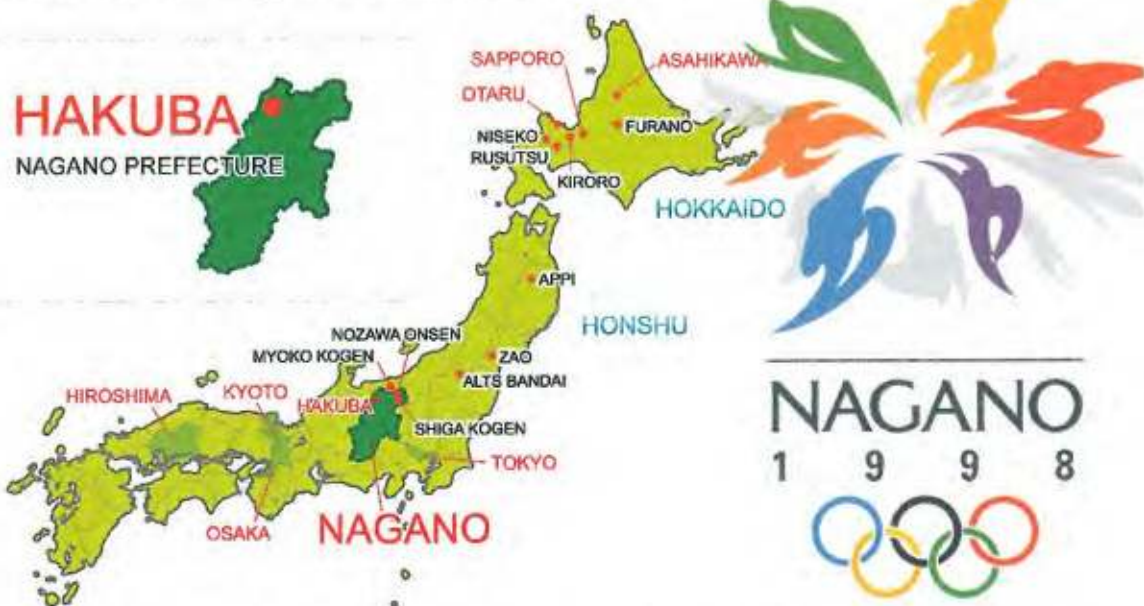 HAKUBA
NAGANO PREFECTURE
SAPPORO
ASAHIKAWA
OTARU
NISEKO
FURANO
RUSUTSU
KIRORO
HOKKAIDO
APPI
HONSHU
NOZAWA ONSEN
MYOKO KOGEN
ZAO
ALTS BANDAI
HIROSHIMA
KYOTO
HAKUBA
SHIGA KOGEN
TOKYO
OSAKA
NAGANO
NAGANO
1 9 9 8